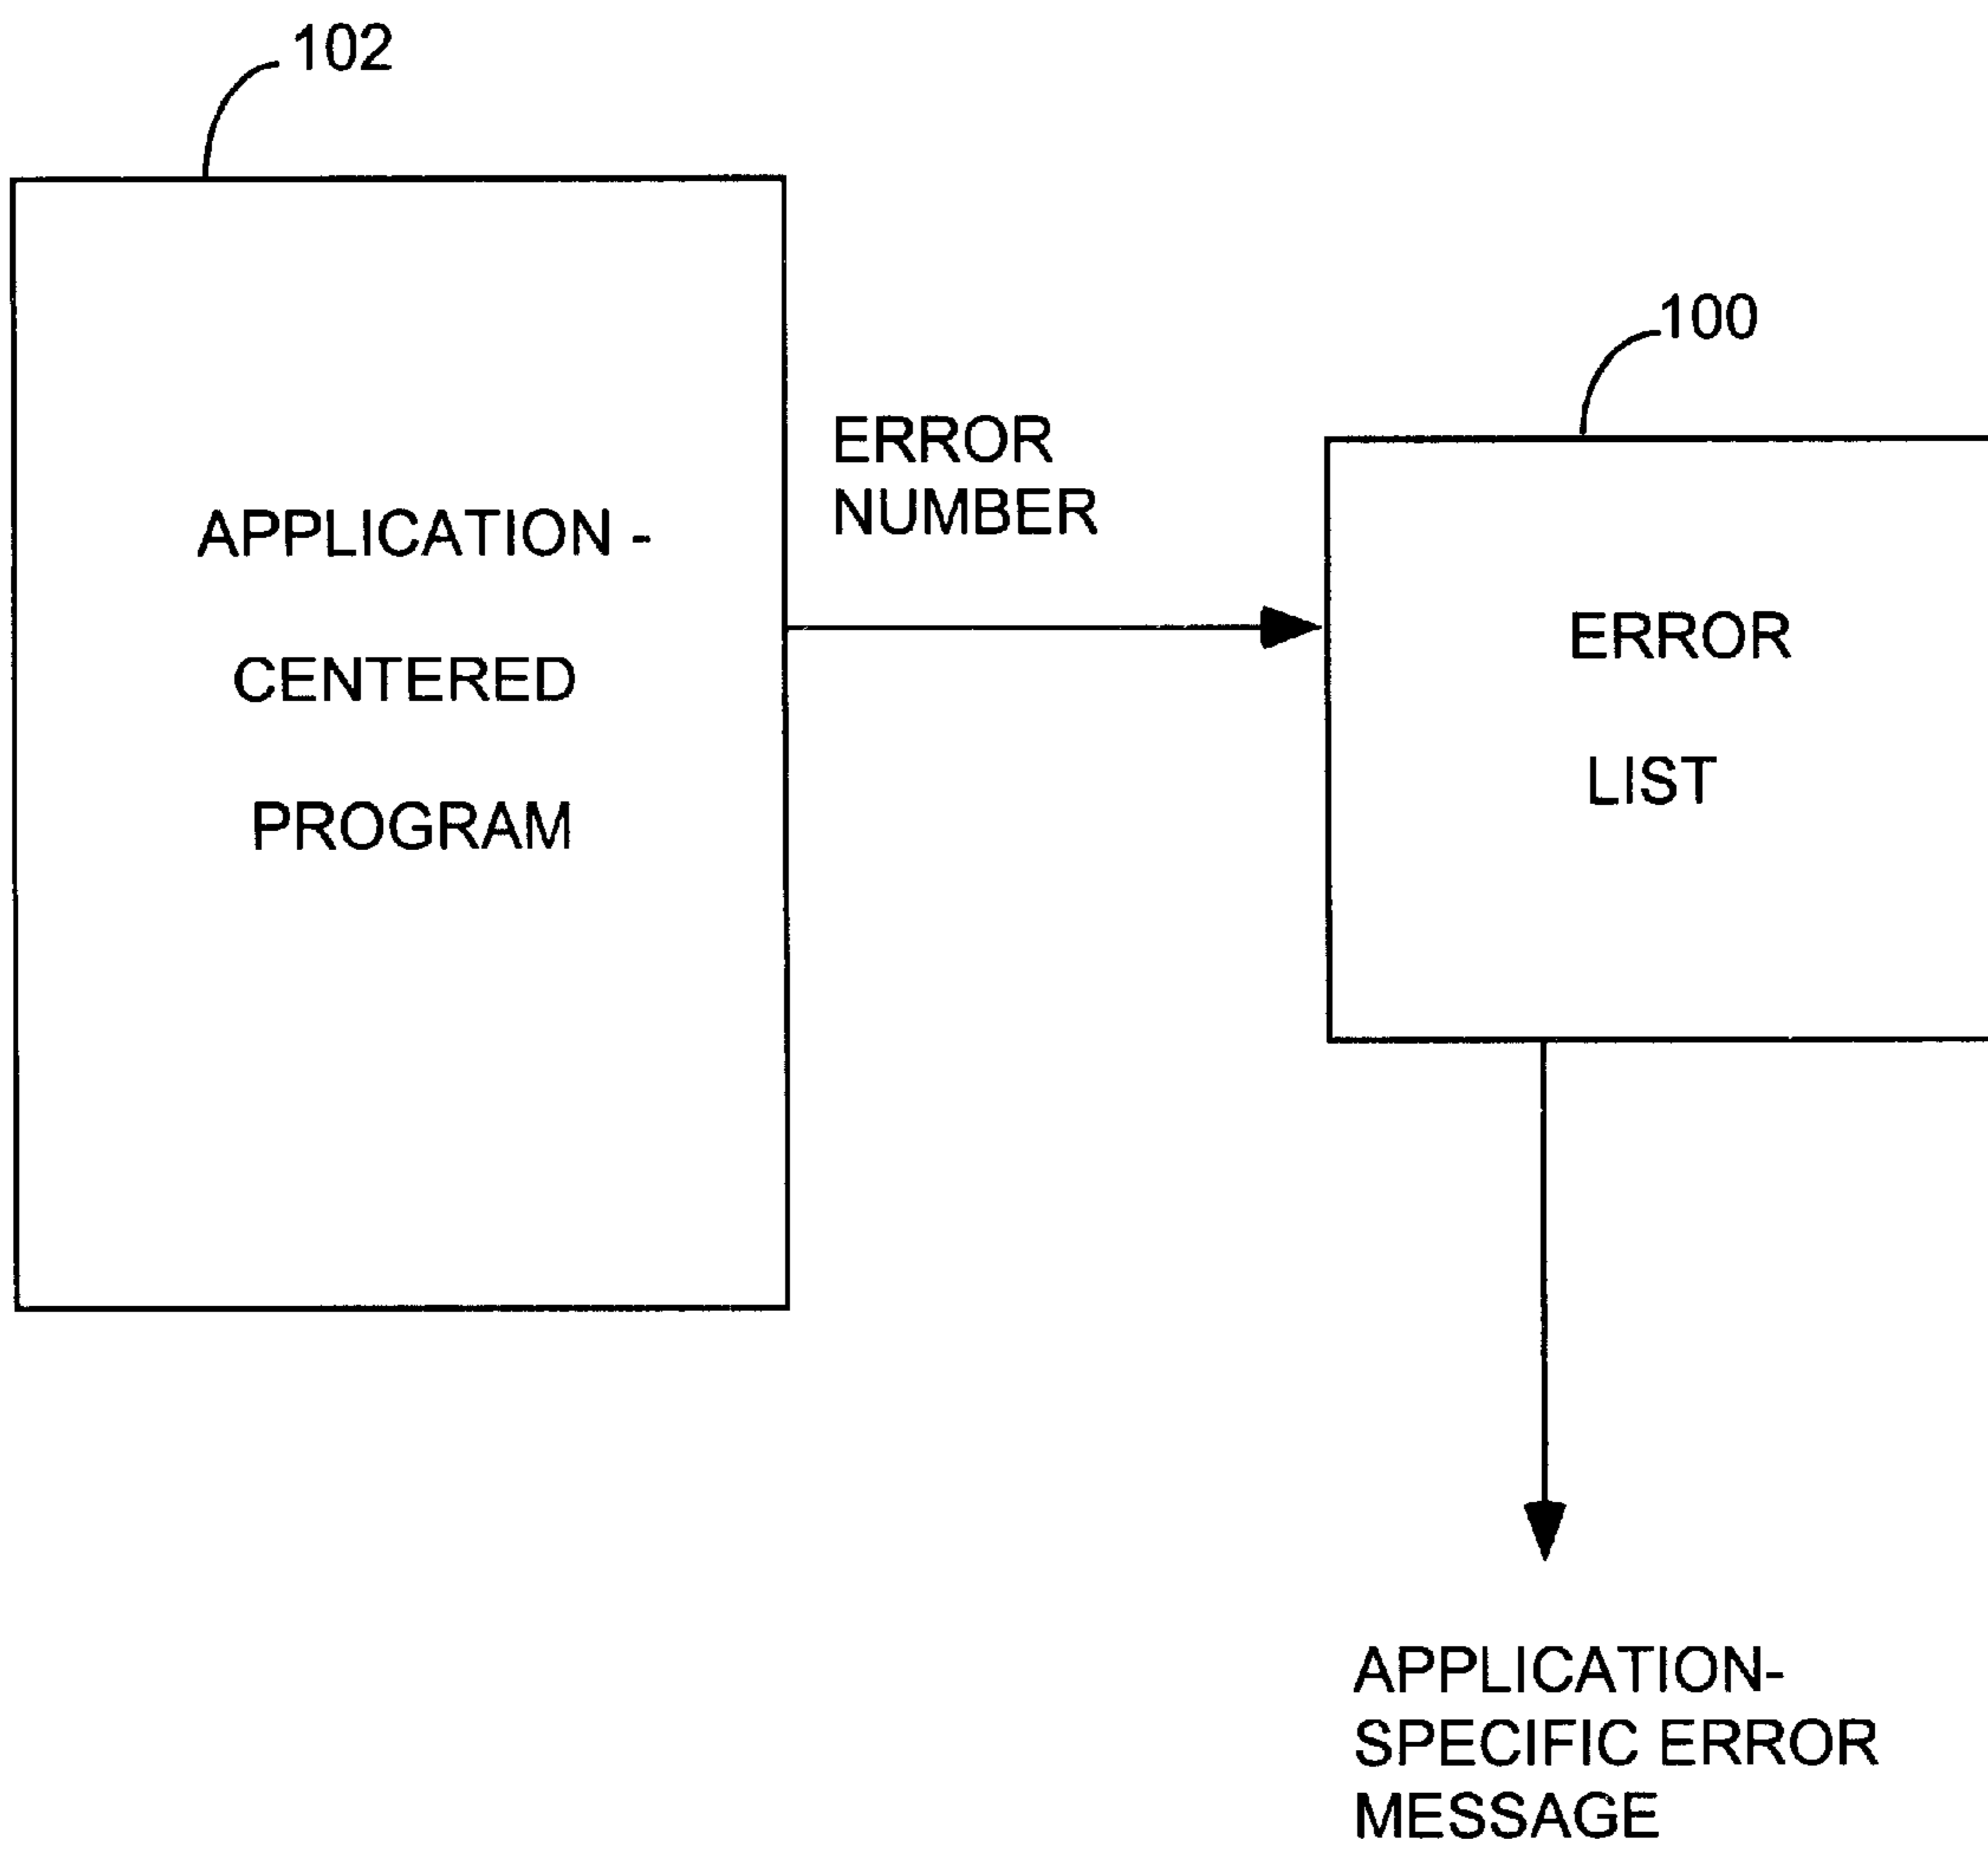 102
APPLICATION -
CENTERED
PROGRAM
ERROR
NUMBER
100
ERROR
LIST
APPLICATION-
SPECIFIC ERROR
MESSAGE